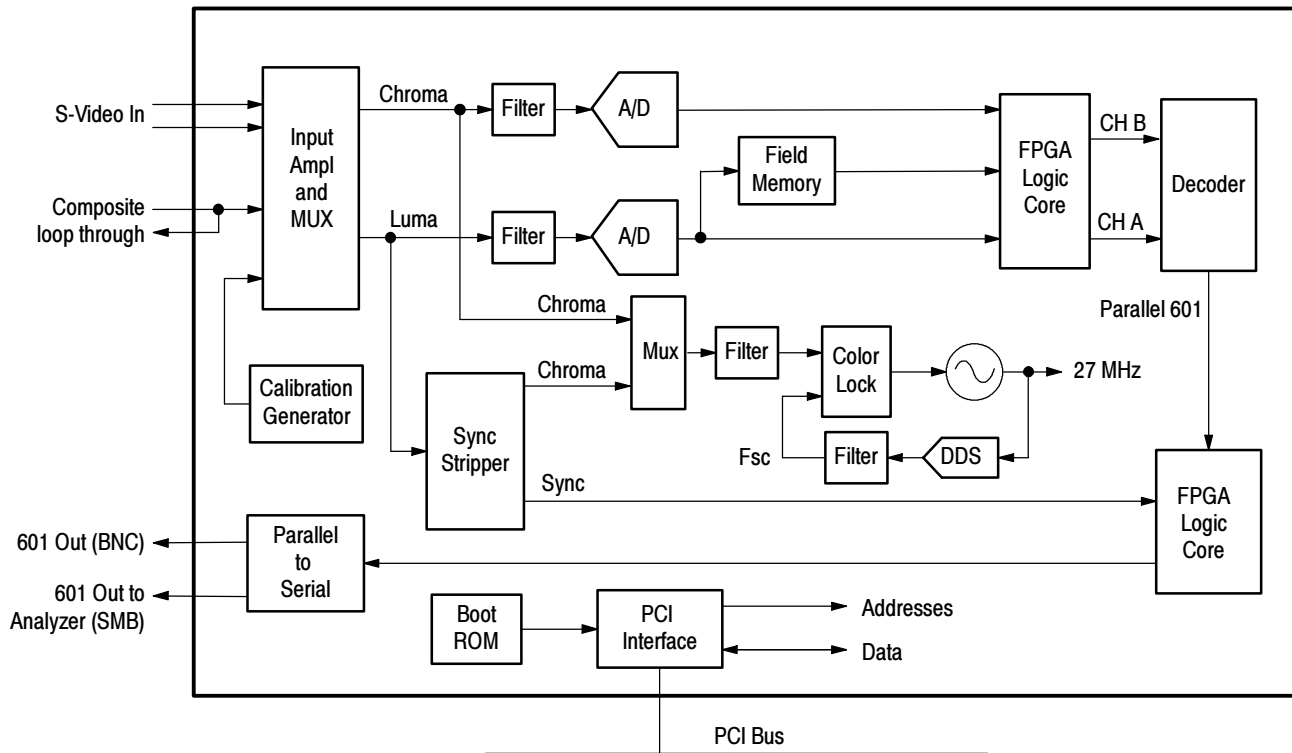 S-Video In
Composite
loop through
Input
Ampl
and
MUX
Chroma
Filter
A/D
Luma
Filter
A/D
Field
Memory
FPGA
Logic
Core
CH B
CH A
Decoder
Parallel 601
Calibration
Generator
Chroma
Chroma
Sync
Stripper
Sync
Mux
Filter
Color
Lock
27 MHz
Fsc
Filter
DDS
FPGA
Logic
Core
601 Out (BNC)
601 Out to
Analyzer (SMB)
Parallel
to
Serial
Boot
ROM
PCI
Interface
Addresses
Data
PCI Bus